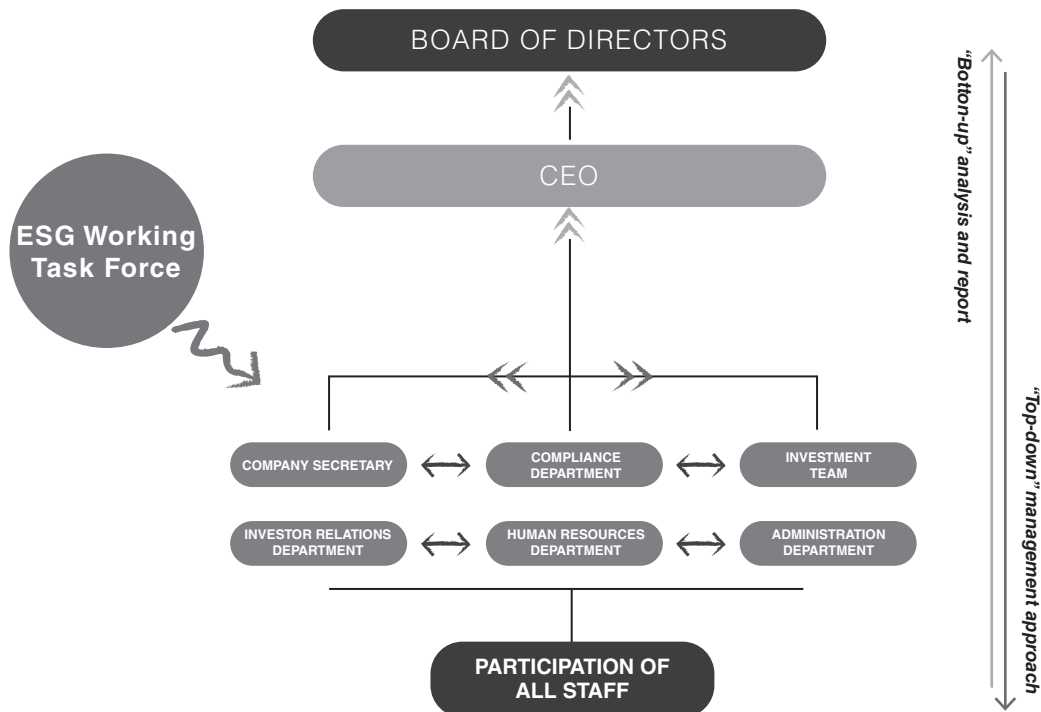 BOARD OF DIRECTORS
CEO
ESG Working
Task Force
COMPANY SECRETARY
COMPLIANCE
DEPARTMENT
INVESTMENT
TEAM
INVESTOR RELATIONS
DEPARTMENT
HUMAN RESOURCES
DEPARTMENT
ADMINISTRATION
DEPARTMENT
PARTICIPATION OF
ALL STAFF
“Botton-up” analysis and report
“Top-down” management approach